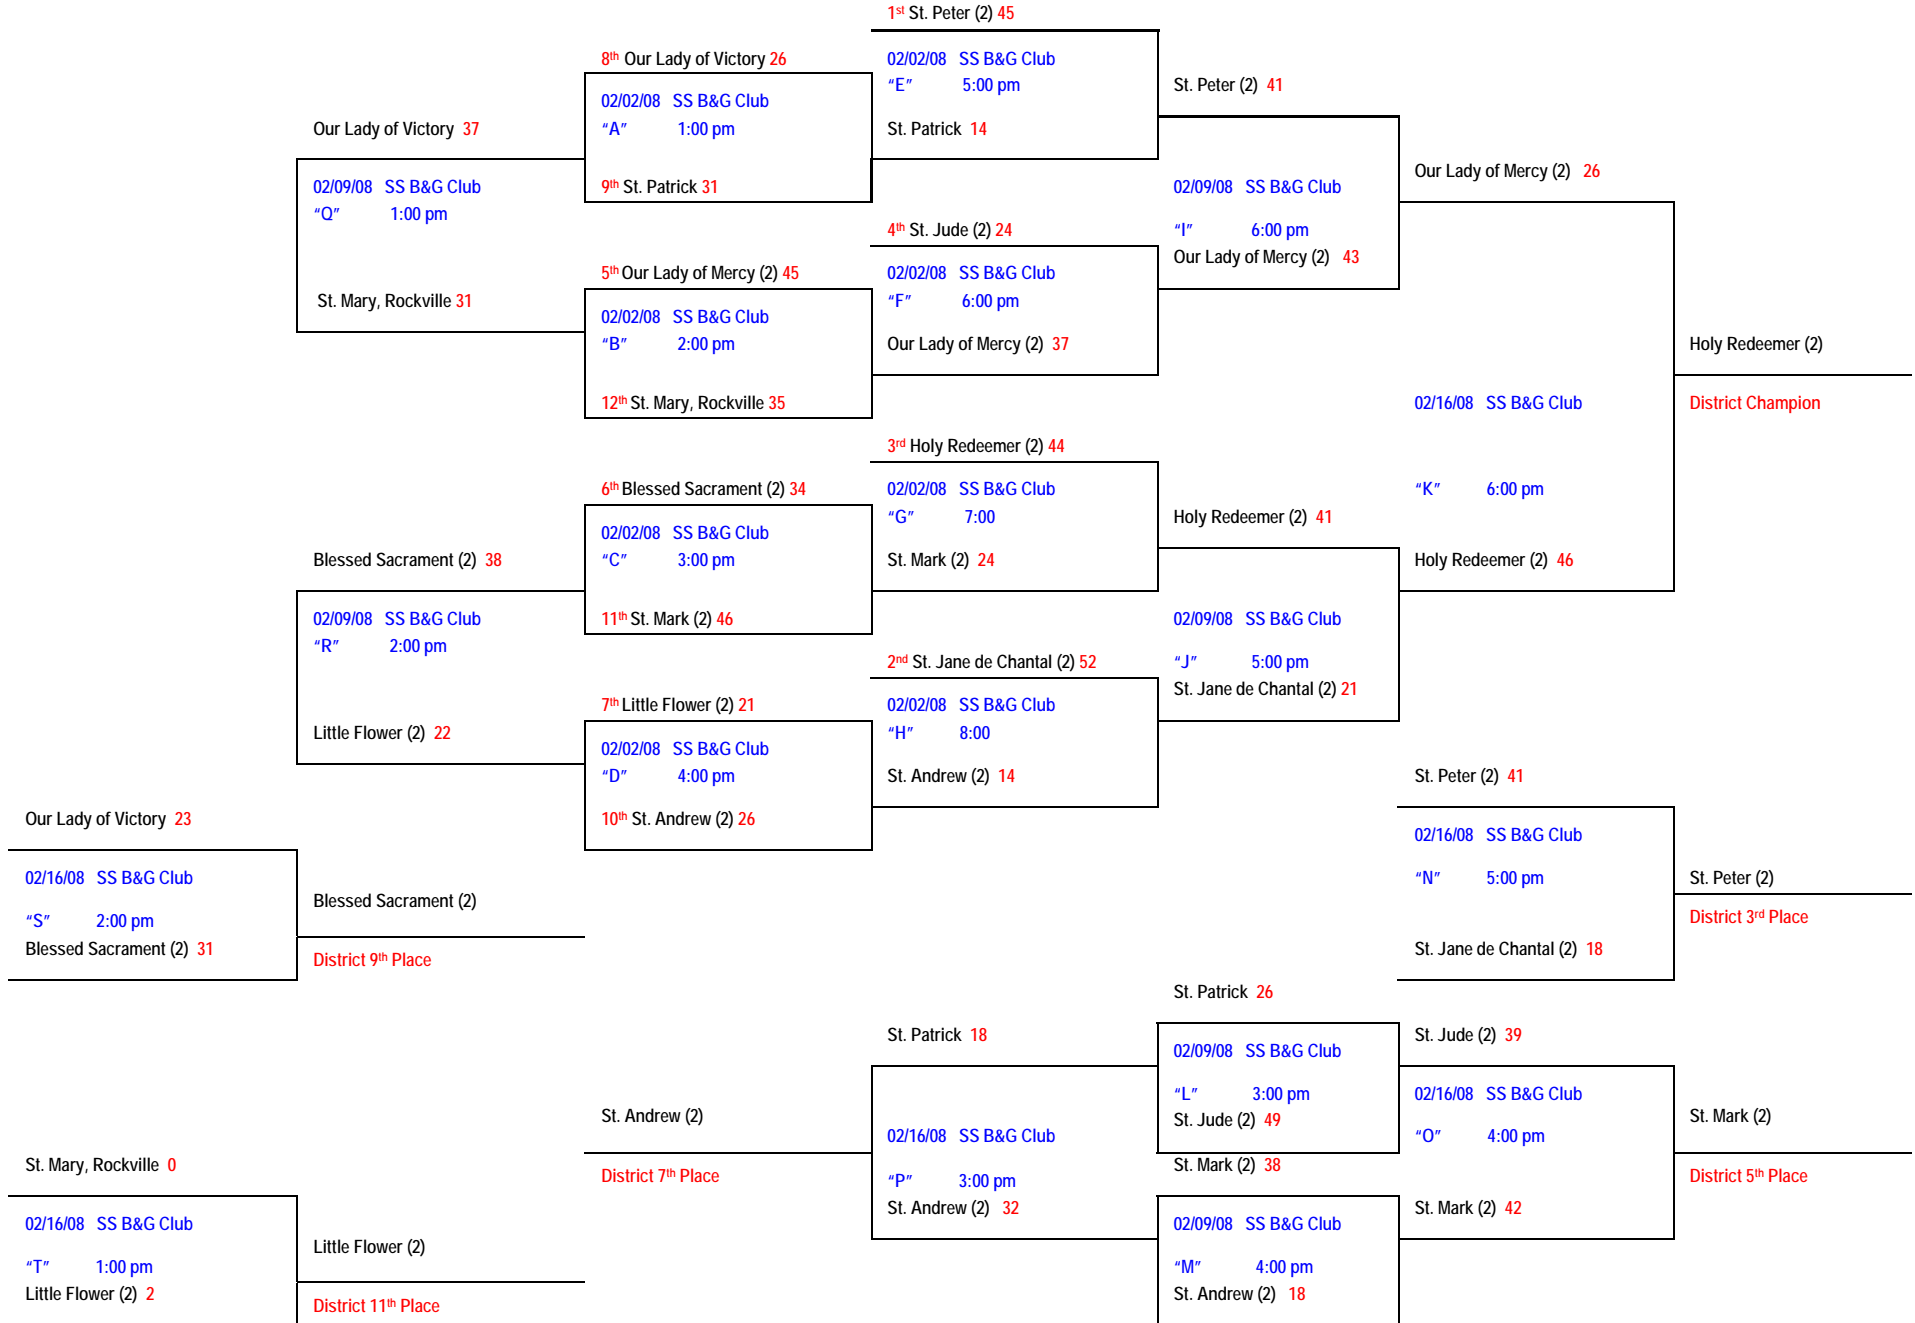 1st St. Peter (2) 45
8th Our Lady of Victory 26
02/02/08 SS B&G Club
"E" 5:00 pm
St. Peter (2) 41
02/02/08 SS B&G Club
"A" 1:00 pm
Our Lady of Victory 37
St. Patrick 14
Our Lady of Mercy (2) 26
02/09/08 SS B&G Club
"Q" 1:00 pm
9th St. Patrick 31
02/09/08 SS B&G Club
"I" 6:00 pm
Our Lady of Mercy (2) 43
4th St. Jude (2) 24
5th Our Lady of Mercy (2) 45
02/02/08 SS B&G Club
"F" 6:00 pm
St. Mary, Rockville 31
02/02/08 SS B&G Club
"B" 2:00 pm
Our Lady of Mercy (2) 37
Holy Redeemer (2)
12th St. Mary, Rockville 35
02/16/08 SS B&G Club
District Champion
3rd Holy Redeemer (2) 44
6th Blessed Sacrament (2) 34
02/02/08 SS B&G Club
"G" 7:00
"K" 6:00 pm
Holy Redeemer (2) 41
02/02/08 SS B&G Club
"C" 3:00 pm
Blessed Sacrament (2) 38
St. Mark (2) 24
Holy Redeemer (2) 46
02/09/08 SS B&G Club
"R" 2:00 pm
11th St. Mark (2) 46
02/09/08 SS B&G Club
"J" 5:00 pm
St. Jane de Chantal (2) 21
2nd St. Jane de Chantal (2) 52
7th Little Flower (2) 21
02/02/08 SS B&G Club
"H" 8:00
Little Flower (2) 22
02/02/08 SS B&G Club
"D" 4:00 pm
St. Andrew (2) 14
St. Peter (2) 41
Our Lady of Victory 23
10th St. Andrew (2) 26
02/16/08 SS B&G Club
"N" 5:00 pm
02/16/08 SS B&G Club
"S" 2:00 pm
Blessed Sacrament (2) 31
Blessed Sacrament (2)
District 9th Place
St. Peter (2)
District 3rd Place
St. Jane de Chantal (2) 18
St. Patrick 26
St. Patrick 18
St. Jude (2) 39
02/09/08 SS B&G Club
"L" 3:00 pm
St. Jude (2) 49
02/16/08 SS B&G Club
"O" 4:00 pm
St. Andrew (2)
District 7th Place
02/16/08 SS B&G Club
"P" 3:00 pm
St. Andrew (2) 32
St. Mark (2) 38
St. Mark (2)
District 5th Place
St. Mary, Rockville 0
02/16/08 SS B&G Club
"T" 1:00 pm
Little Flower (2) 2
Little Flower (2)
District 11th Place
St. Mark (2) 42
02/09/08 SS B&G Club
"M" 4:00 pm
St. Andrew (2) 18